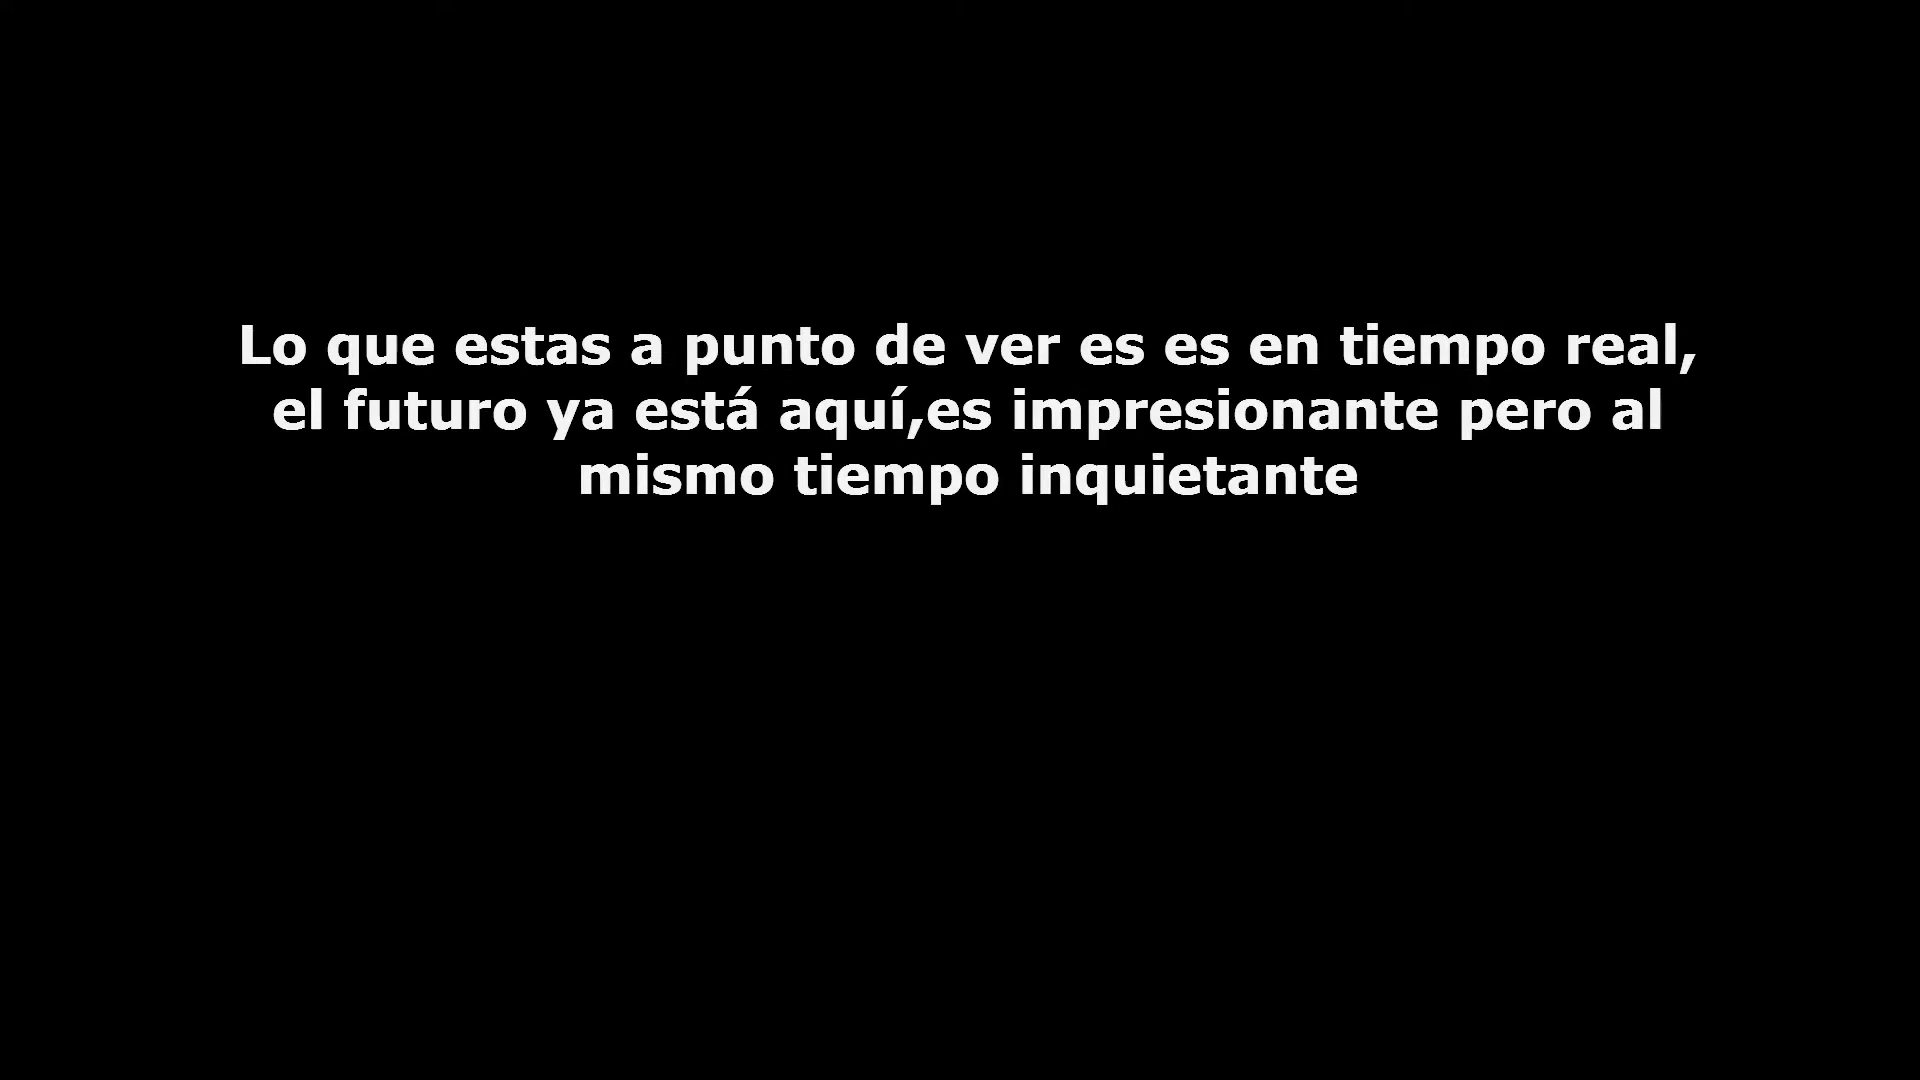 Lo que estas a punto de ver es es en tiempo real,
el futuro ya está aquí,es impresionante pero al
mismo tiempo inquietante